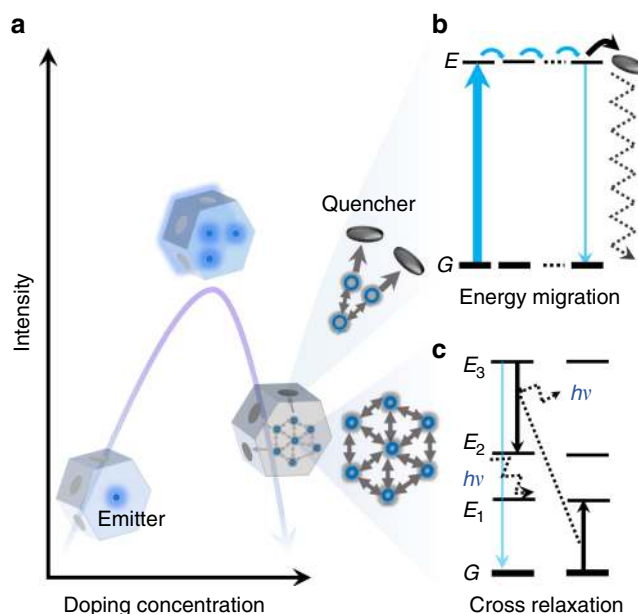 a
Intensity
Doping concentration
Emitter
Quencher
b
E
G
Energy migration
c
E3
hν
E2
hν
E1
G
Cross relaxation